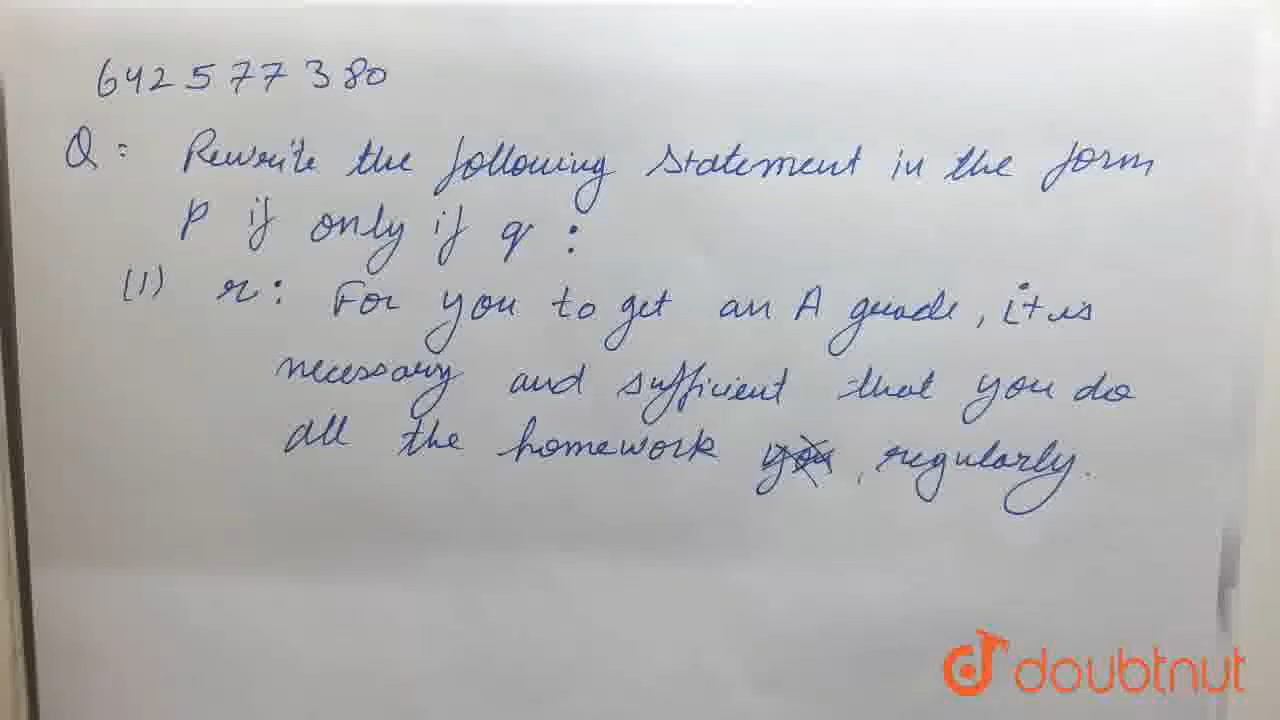 642577380
Q: Rewrite the following statement in the form
p if only if q:
(1) r: For you to get an A grade, it is
necessary and sufficient that you do
all the homework you, regularly.
doubtnut